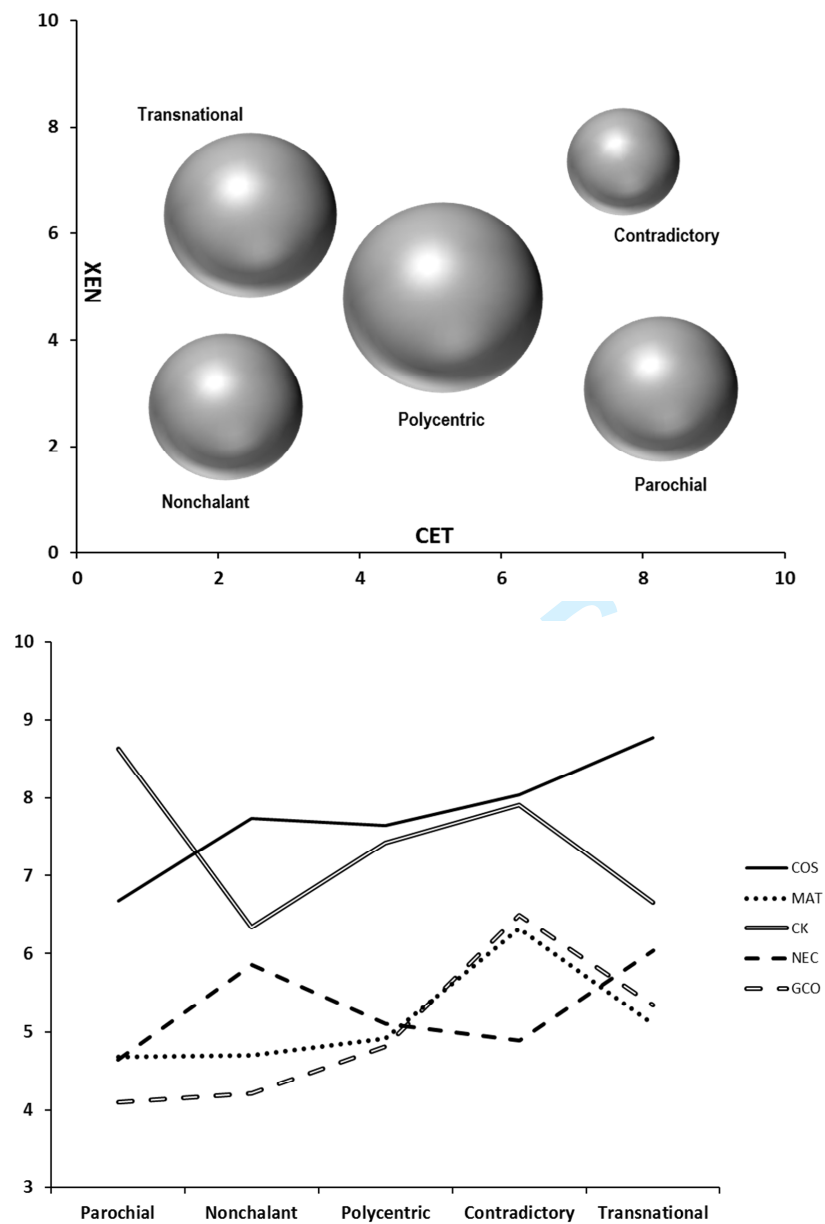 10
Transnational
8
Contradictory
6
XEN
4
Polycentric
2
Parochial
Nonchalant
CET
0
0 2 4 6 8 10
10
9
8
7
COS
MAT
6
CK
NEC
GCO
5
4
3
Parochial Nonchalant Polycentric Contradictory Transnational